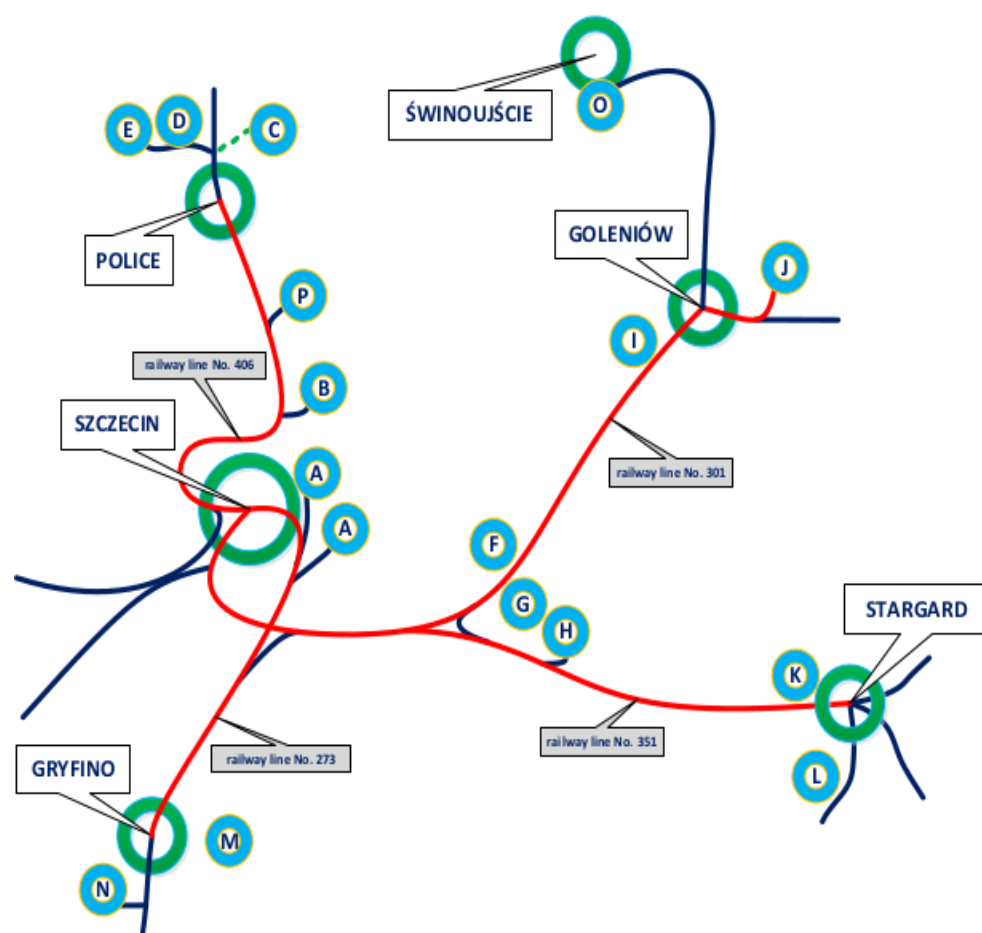 ŚWINOUJŚCIE
O
E
D
C
POLICE
GOLENIÓW
J
P
I
railway line No. 406
B
SZCZECIN
A
railway line No. 301
A
F
G
H
STARGARD
K
railway line No. 351
railway line No. 273
GRYFINO
L
M
N